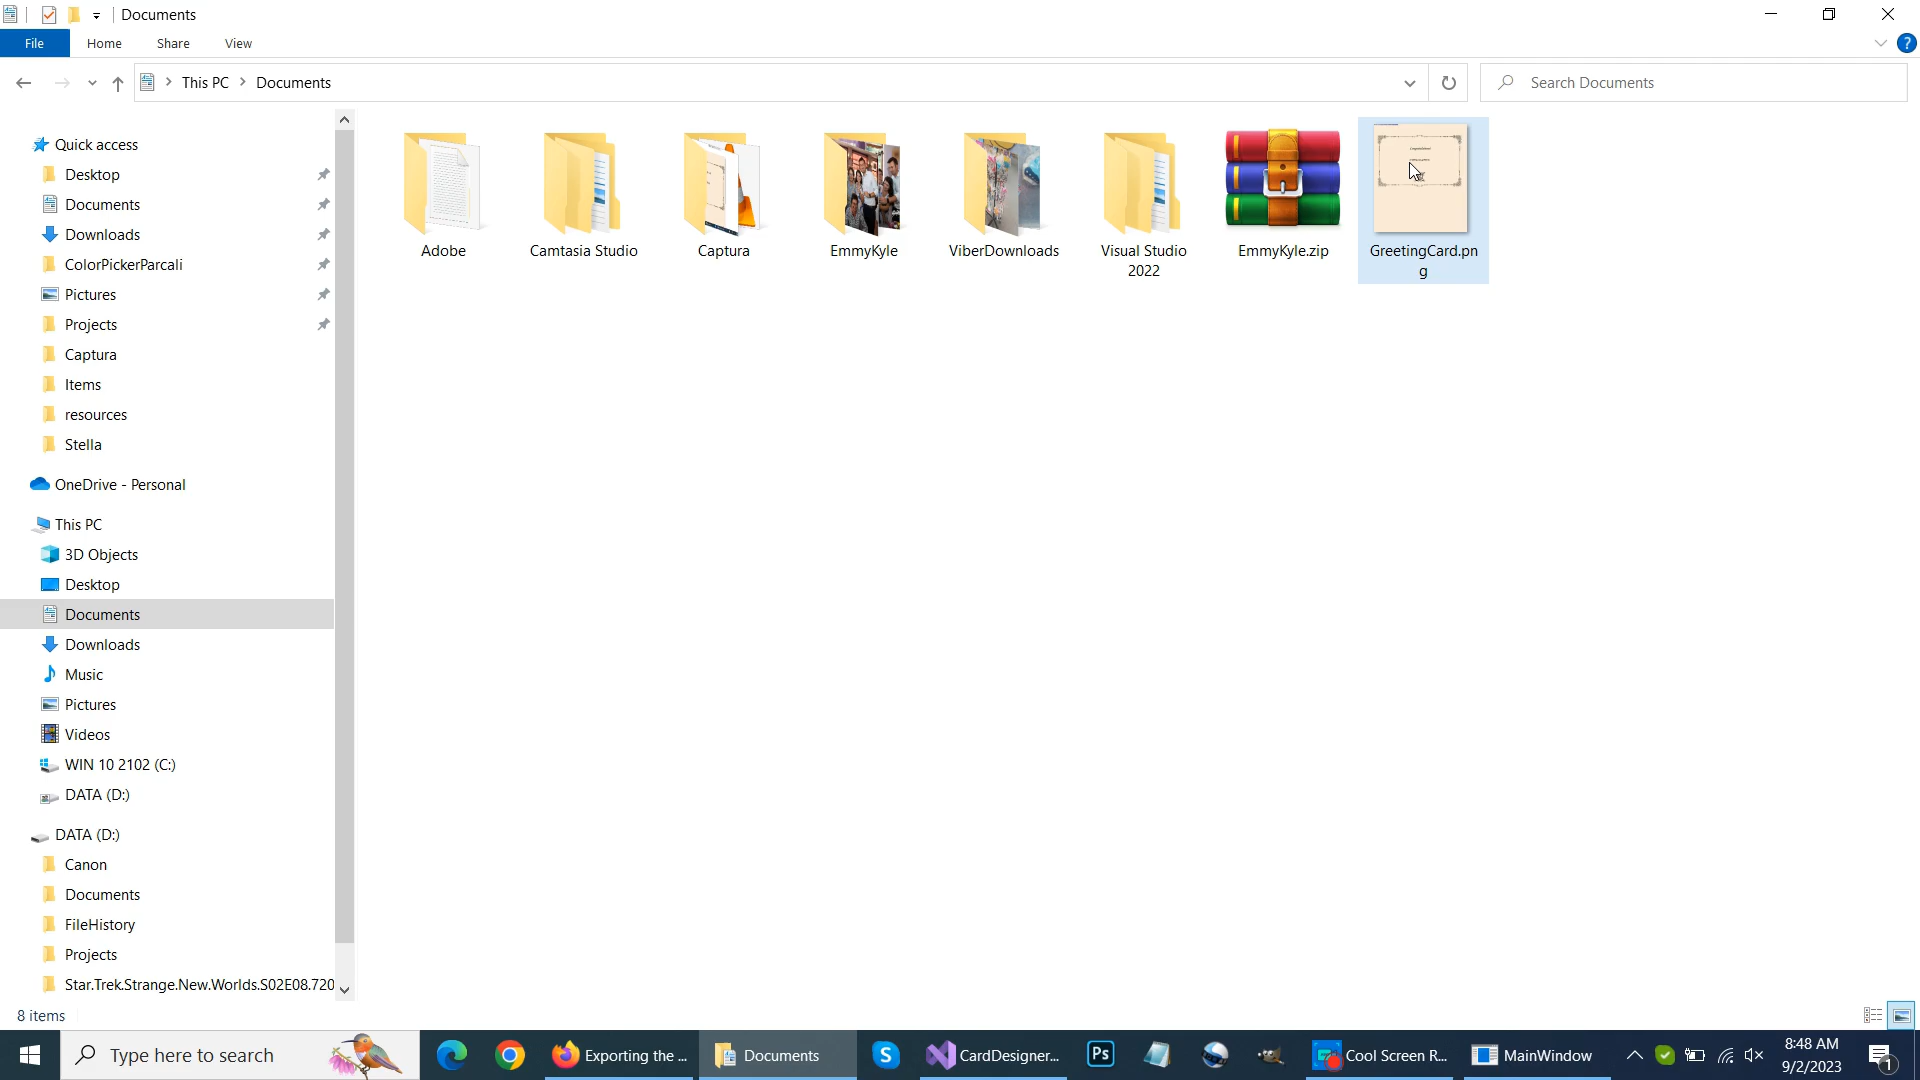 Documents
File
Home
Share
View
This PC
Documents
Search Documents
Quick access
Desktop
Documents
Downloads
ColorPickerParcali
Pictures
Projects
Captura
Items
resources
Stella
OneDrive - Personal
This PC
3D Objects
Desktop
Documents
Downloads
Music
Pictures
Videos
WIN 10 2102 (C:)
DATA (D:)
DATA (D:)
Canon
Documents
FileHistory
Projects
Star.Trek.Strange.New.Worlds.S02E08.720
Adobe
Camtasia Studio
Captura
EmmyKyle
ViberDownloads
Visual Studio
2022
EmmyKyle.zip
GreetingCard.pn
g
8 items
Type here to search
Exporting the ...
Documents
CardDesigner...
Ps
Cool Screen R...
MainWindow
8:48 AM
9/2/2023
1